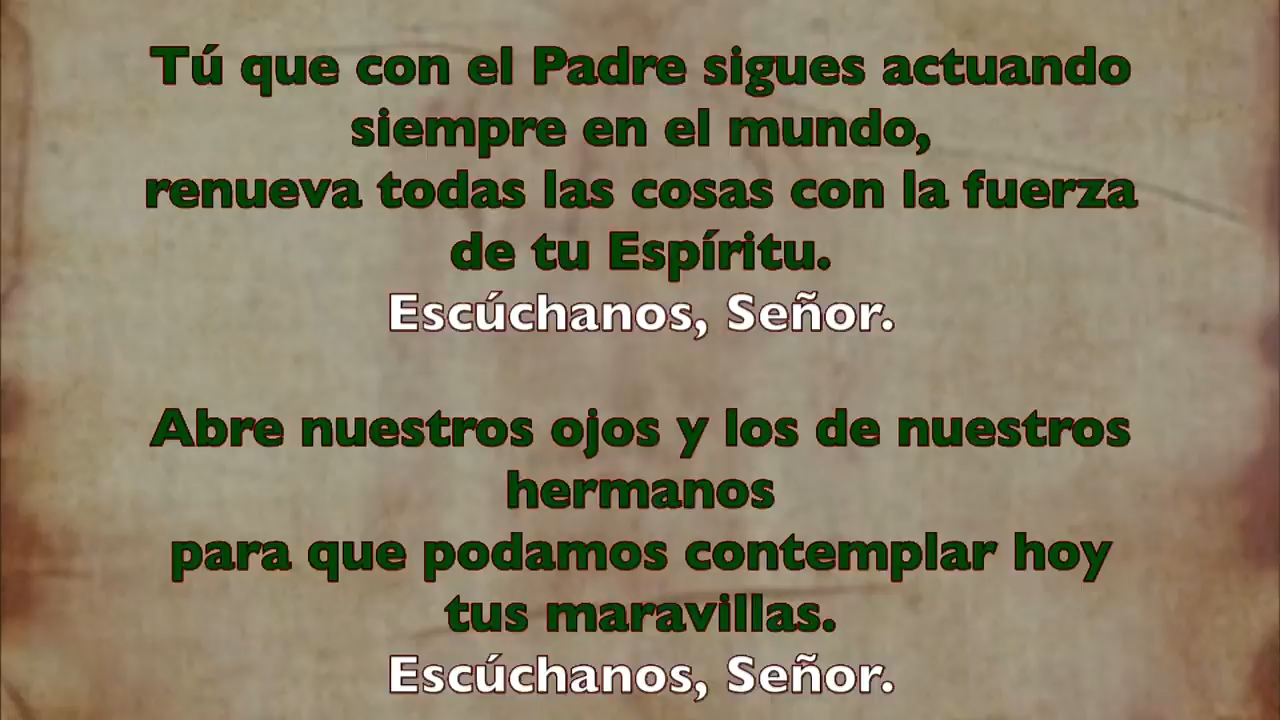 Tú que con el Padre sigues actuando
siempre en el mundo,
renueva todas las cosas con la fuerza
de tu Espíritu.
Escúchanos, Señor.
Abre nuestros ojos y los de nuestros
hermanos
para que podamos contemplar hoy
tus maravillas.
Escúchanos, Señor.